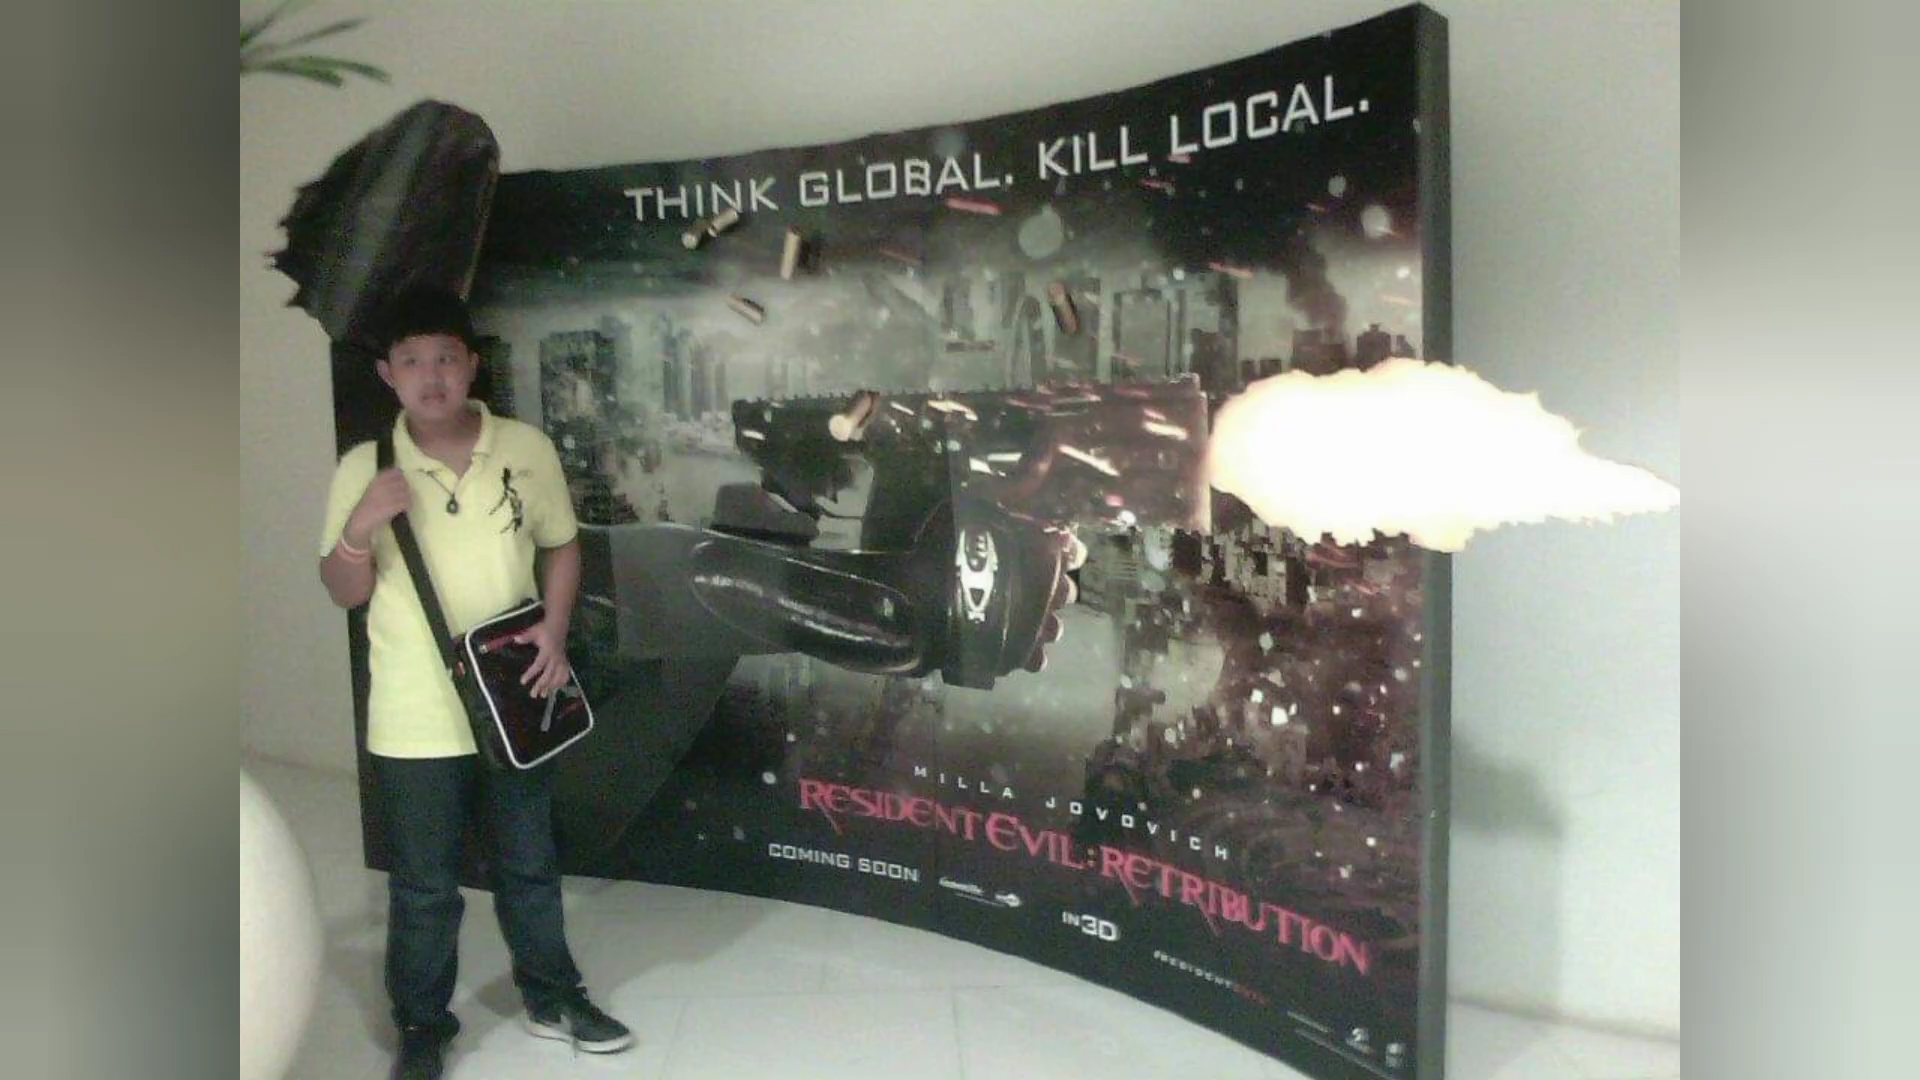 THINK GLOBAL. KILL LOCAL.
MILLA JOVOVICH
RESIDENT EVIL: RETRIBUTION
COMING SOON
IN 3D